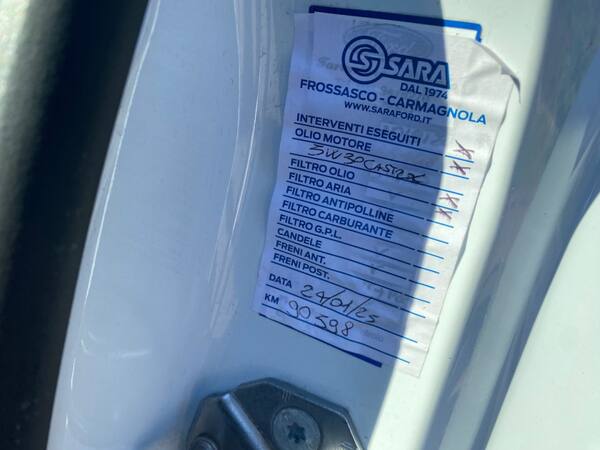 SARA
DAL 1974
FROSSASCO - CARMAGNOLA
WWW.SARAFORD.IT
INTERVENTI ESEGUITI
OLIO MOTORE X
5W30
FILTRO OLIO X
FILTRO ARIA
FILTRO ANTIPOLLINE X
FILTRO CARBURANTE X
FILTRO G.P.L.
CANDELE
FRENI ANT.
FRENI POST.
DATA 24/01/25
KM 90598